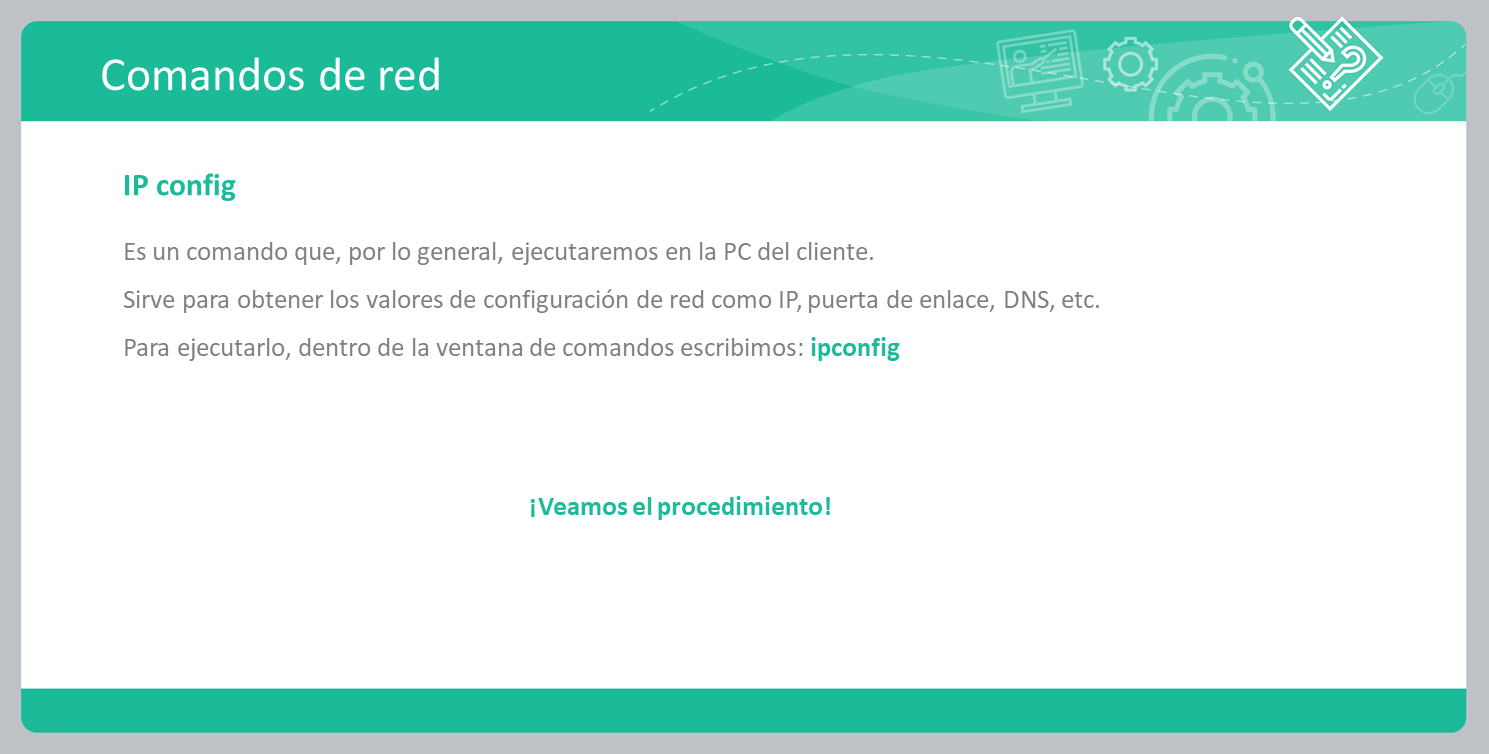 Comandos de red
IP config
Es un comando que, por lo general, ejecutaremos en la PC del cliente.
Sirve para obtener los valores de configuración de red como IP, puerta de enlace, DNS, etc.
Para ejecutarlo, dentro de la ventana de comandos escribimos: ipconfig
¡Veamos el procedimiento!